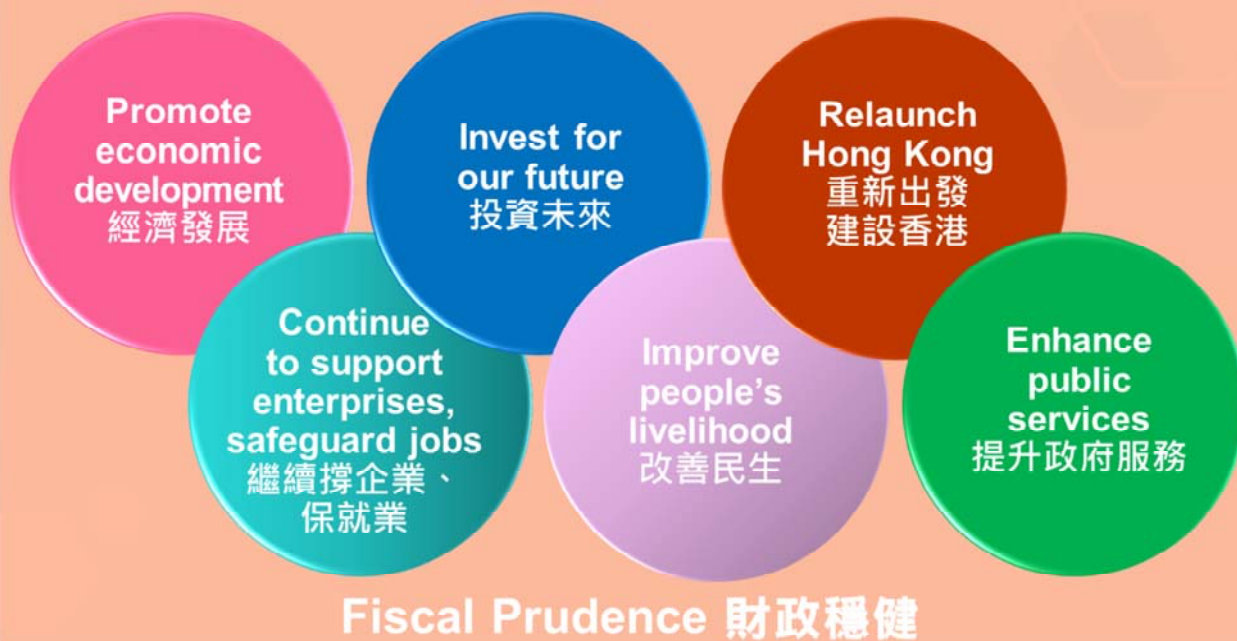 Promote
economic
development
經濟發展
Continue
to support
enterprises,
safeguard jobs
繼續撐企業、
保就業
Invest for
our future
投資未來
Improve
people's
livelihood
改善民生
Relaunch
Hong Kong
重新出發
建設香港
Enhance
public
services
提升政府服務
Fiscal Prudence 財政穩健